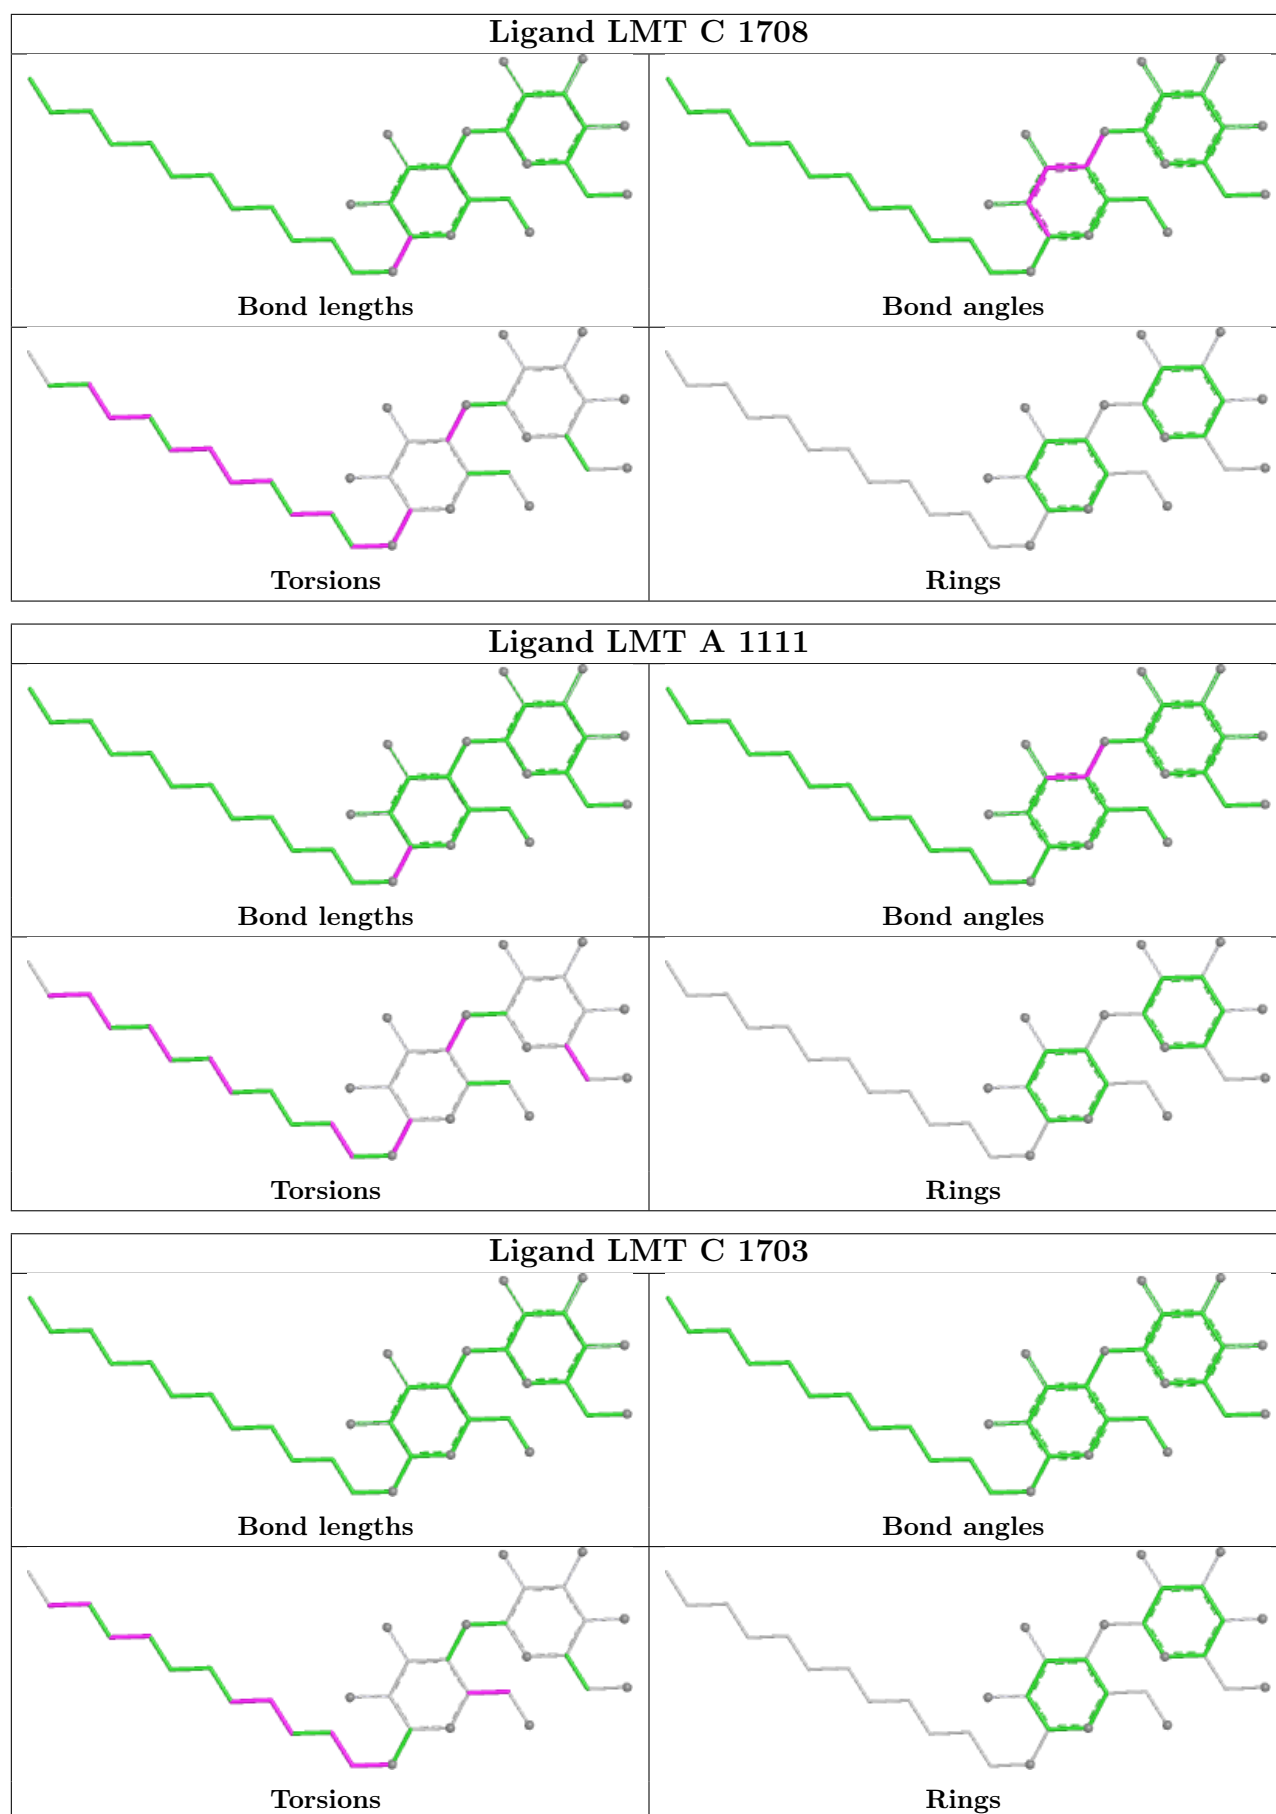 Ligand LMT C 1708
Bond lengths
Bond angles
Torsions
Rings
Ligand LMT A 1111
Bond lengths
Bond angles
Torsions
Rings
Ligand LMT C 1703
Bond lengths
Bond angles
Torsions
Rings